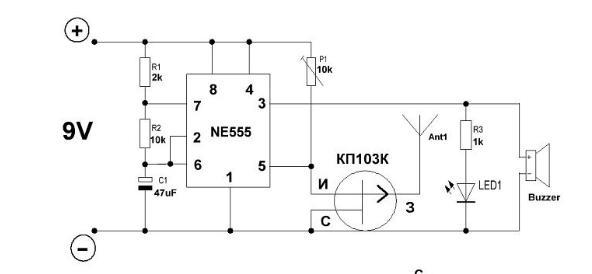 +
R1
2k
P1
10k
8
4
7
3
9V
R2
10k
2
NE555
КП103К
Ant1
R3
1k
6
1
5
C1
47uF
И
З
С
LED1
+
-
Buzzer
−